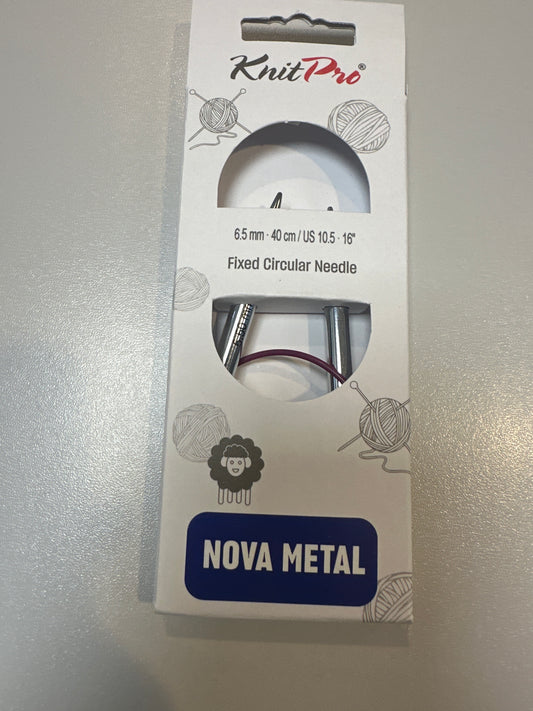 KnitPro®
6.5 mm · 40 cm / US 10.5 · 16"
Fixed Circular Needle
NOVA METAL